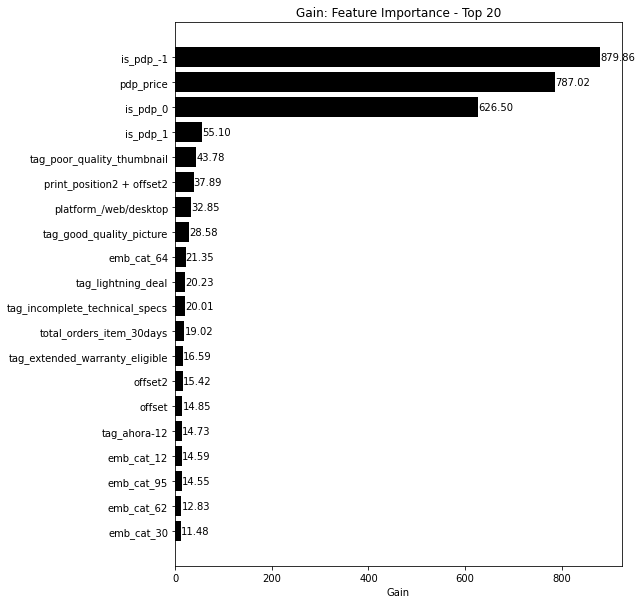 Gain: Feature Importance - Top 20
is_pdp_-1 879.86
pdp_price 787.02
is_pdp_0 626.50
is_pdp_1 55.10
tag_poor_quality_thumbnail 43.78
print_position2 + offset2 37.89
platform_/web/desktop 32.85
tag_good_quality_picture 28.58
emb_cat_64 21.35
tag_lightning_deal 20.23
tag_incomplete_technical_specs 20.01
total_orders_item_30days 19.02
tag_extended_warranty_eligible 16.59
offset2 15.42
offset 14.85
tag_ahora-12 14.73
emb_cat_12 14.59
emb_cat_95 14.55
emb_cat_62 12.83
emb_cat_30 11.48
0 200 400 600 800
Gain